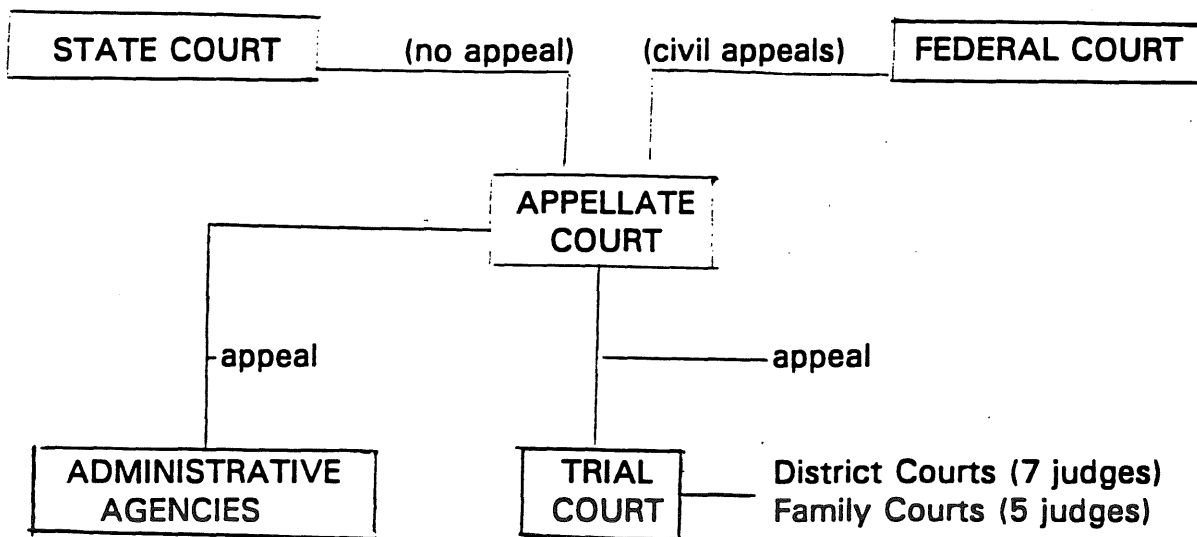 STATE COURT (no appeal) (civil appeals) FEDERAL COURT
APPELLATE
COURT
appeal appeal
ADMINISTRATIVE
AGENCIES
TRIAL
COURT
District Courts (7 judges)
Family Courts (5 judges)